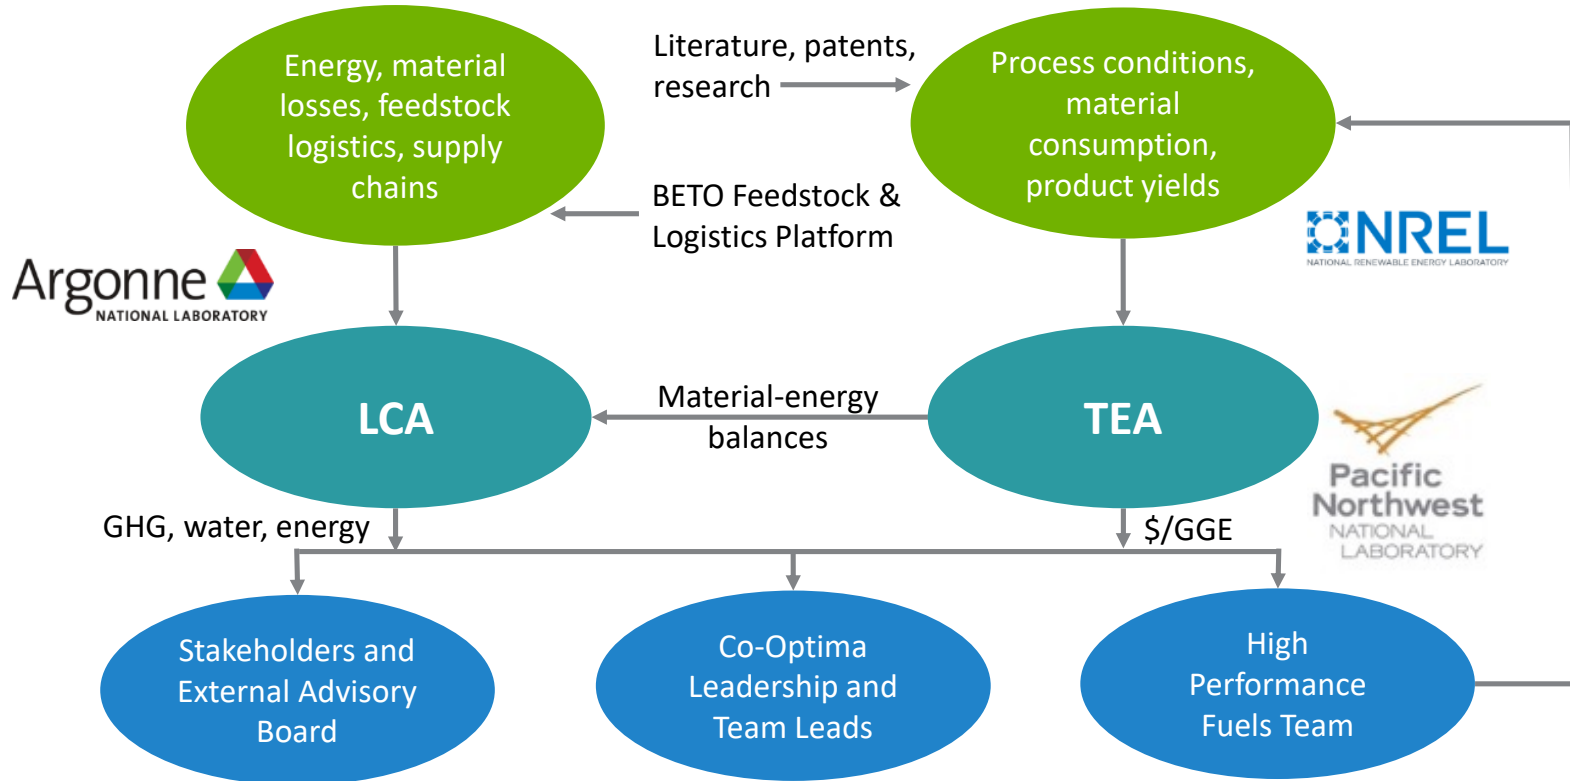 Energy, material
losses, feedstock
logistics, supply
chains
Literature, patents,
research
Process conditions,
material
consumption,
product yields
BETO Feedstock &
Logistics Platform
Argonne
NATIONAL LABORATORY
NREL
NATIONAL RENEWABLE ENERGY LABORATORY
LCA
Material-energy
balances
TEA
Pacific
Northwest
NATIONAL
LABORATORY
GHG, water, energy
$/GGE
Stakeholders and
External Advisory
Board
Co-Optima
Leadership and
Team Leads
High
Performance
Fuels Team